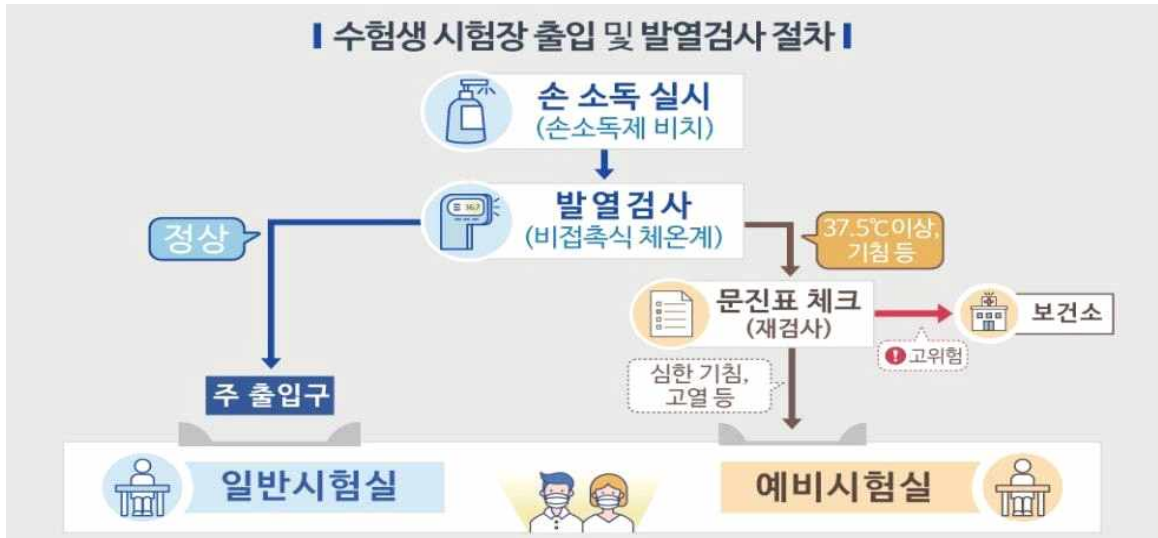 수험생 시험장 출입 및 발열검사 절차
손 소독 실시
(손소독제 비치)
발열검사
(비접촉식 체온계)
정상
37.5℃이상,
기침 등
문진표 체크
(재검사)
보건소
고위험
심한 기침,
고열 등
주 출입구
일반시험실
예비시험실